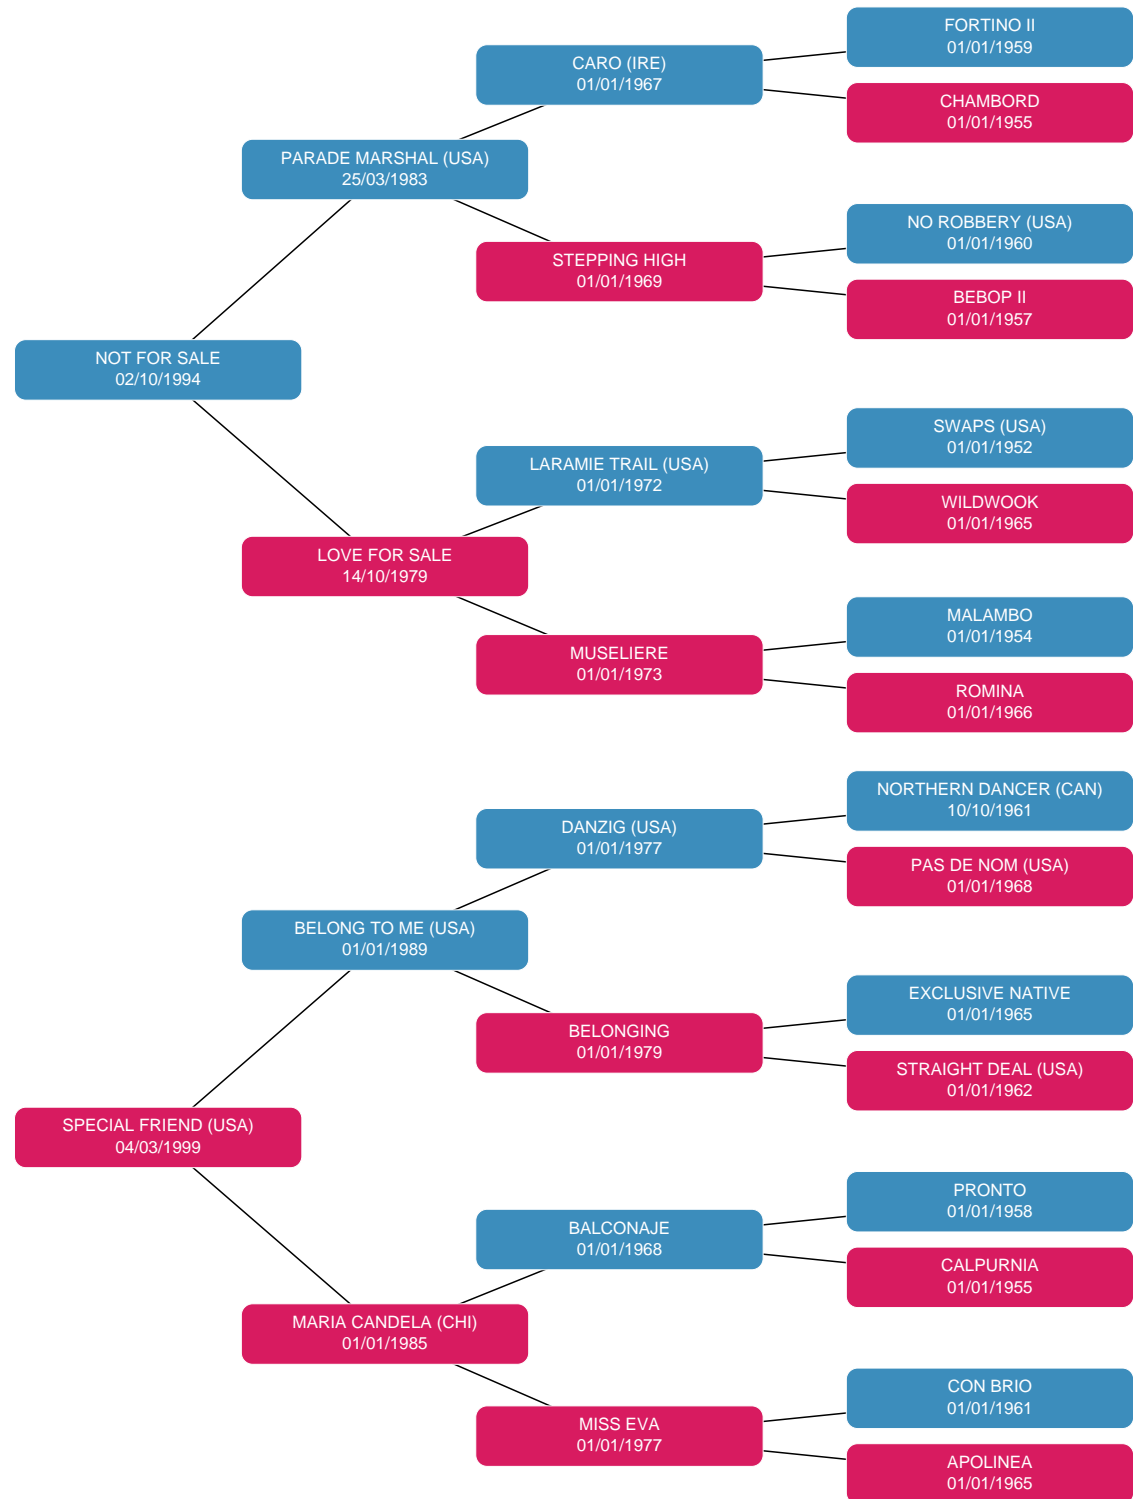 FORTINO II
01/01/1959
CARO (IRE)
01/01/1967
CHAMBORD
01/01/1955
PARADE MARSHAL (USA)
25/03/1983
NO ROBBERY (USA)
01/01/1960
STEPPING HIGH
01/01/1969
BEBOP II
01/01/1957
NOT FOR SALE
02/10/1994
SWAPS (USA)
01/01/1952
LARAMIE TRAIL (USA)
01/01/1972
WILDWOOK
01/01/1965
LOVE FOR SALE
14/10/1979
MALAMBO
01/01/1954
MUSELIERE
01/01/1973
ROMINA
01/01/1966
NORTHERN DANCER (CAN)
10/10/1961
DANZIG (USA)
01/01/1977
PAS DE NOM (USA)
01/01/1968
BELONG TO ME (USA)
01/01/1989
EXCLUSIVE NATIVE
01/01/1965
BELONGING
01/01/1979
STRAIGHT DEAL (USA)
01/01/1962
SPECIAL FRIEND (USA)
04/03/1999
PRONTO
01/01/1958
BALCONAJE
01/01/1968
CALPURNIA
01/01/1955
MARIA CANDELA (CHI)
01/01/1985
CON BRIO
01/01/1961
MISS EVA
01/01/1977
APOLINEA
01/01/1965